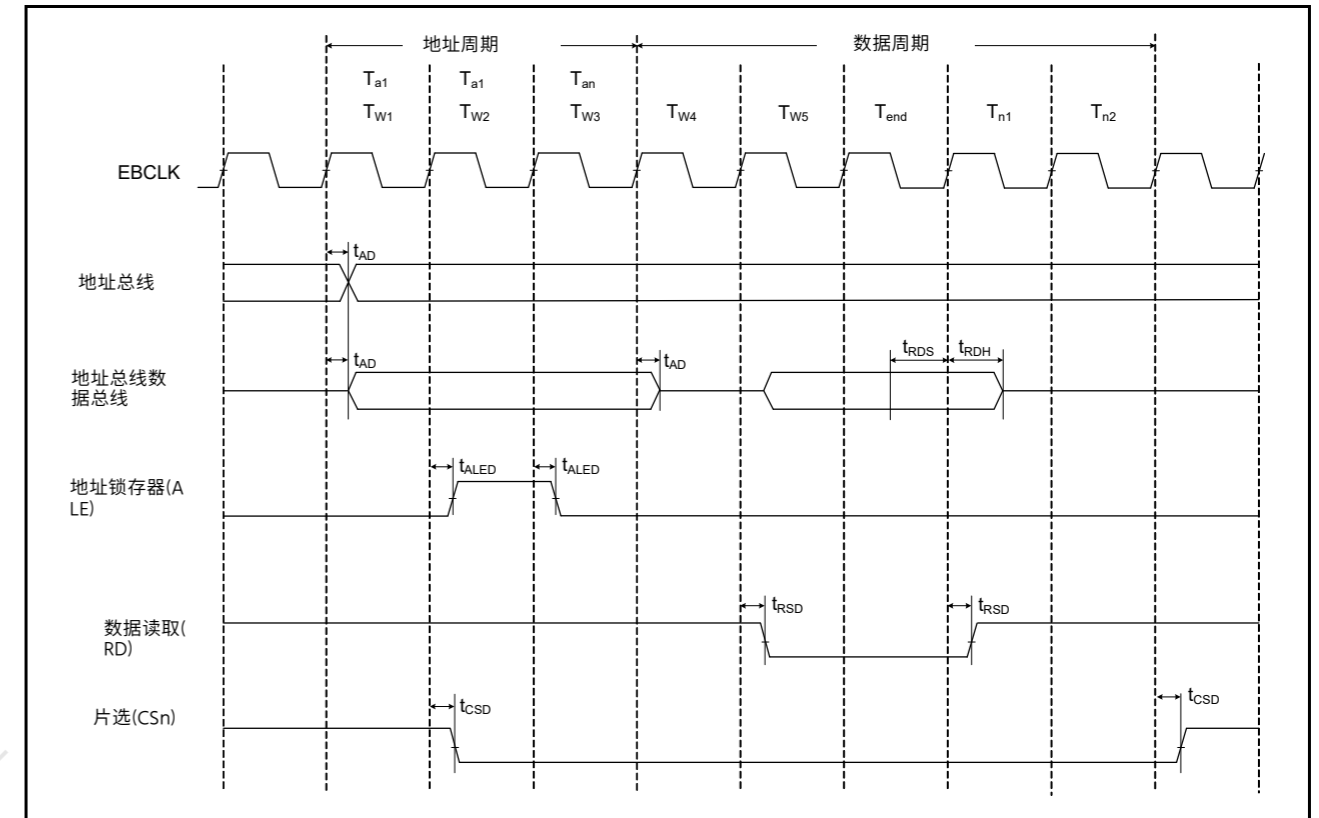 地址周期 数据周期
Ta1 Ta1 Tan
TW1 TW2 TW3 TW4 TW5 Tend Tn1 Tn2
EBCLK
tAD
地址总线
tAD tAD tRDS tRDH
地址总线数
据总线
tALED tALED
地址锁存器(A
LE)
tRSD tRSD
数据读取(
RD)
tCSD tCSD
片选(CSn)